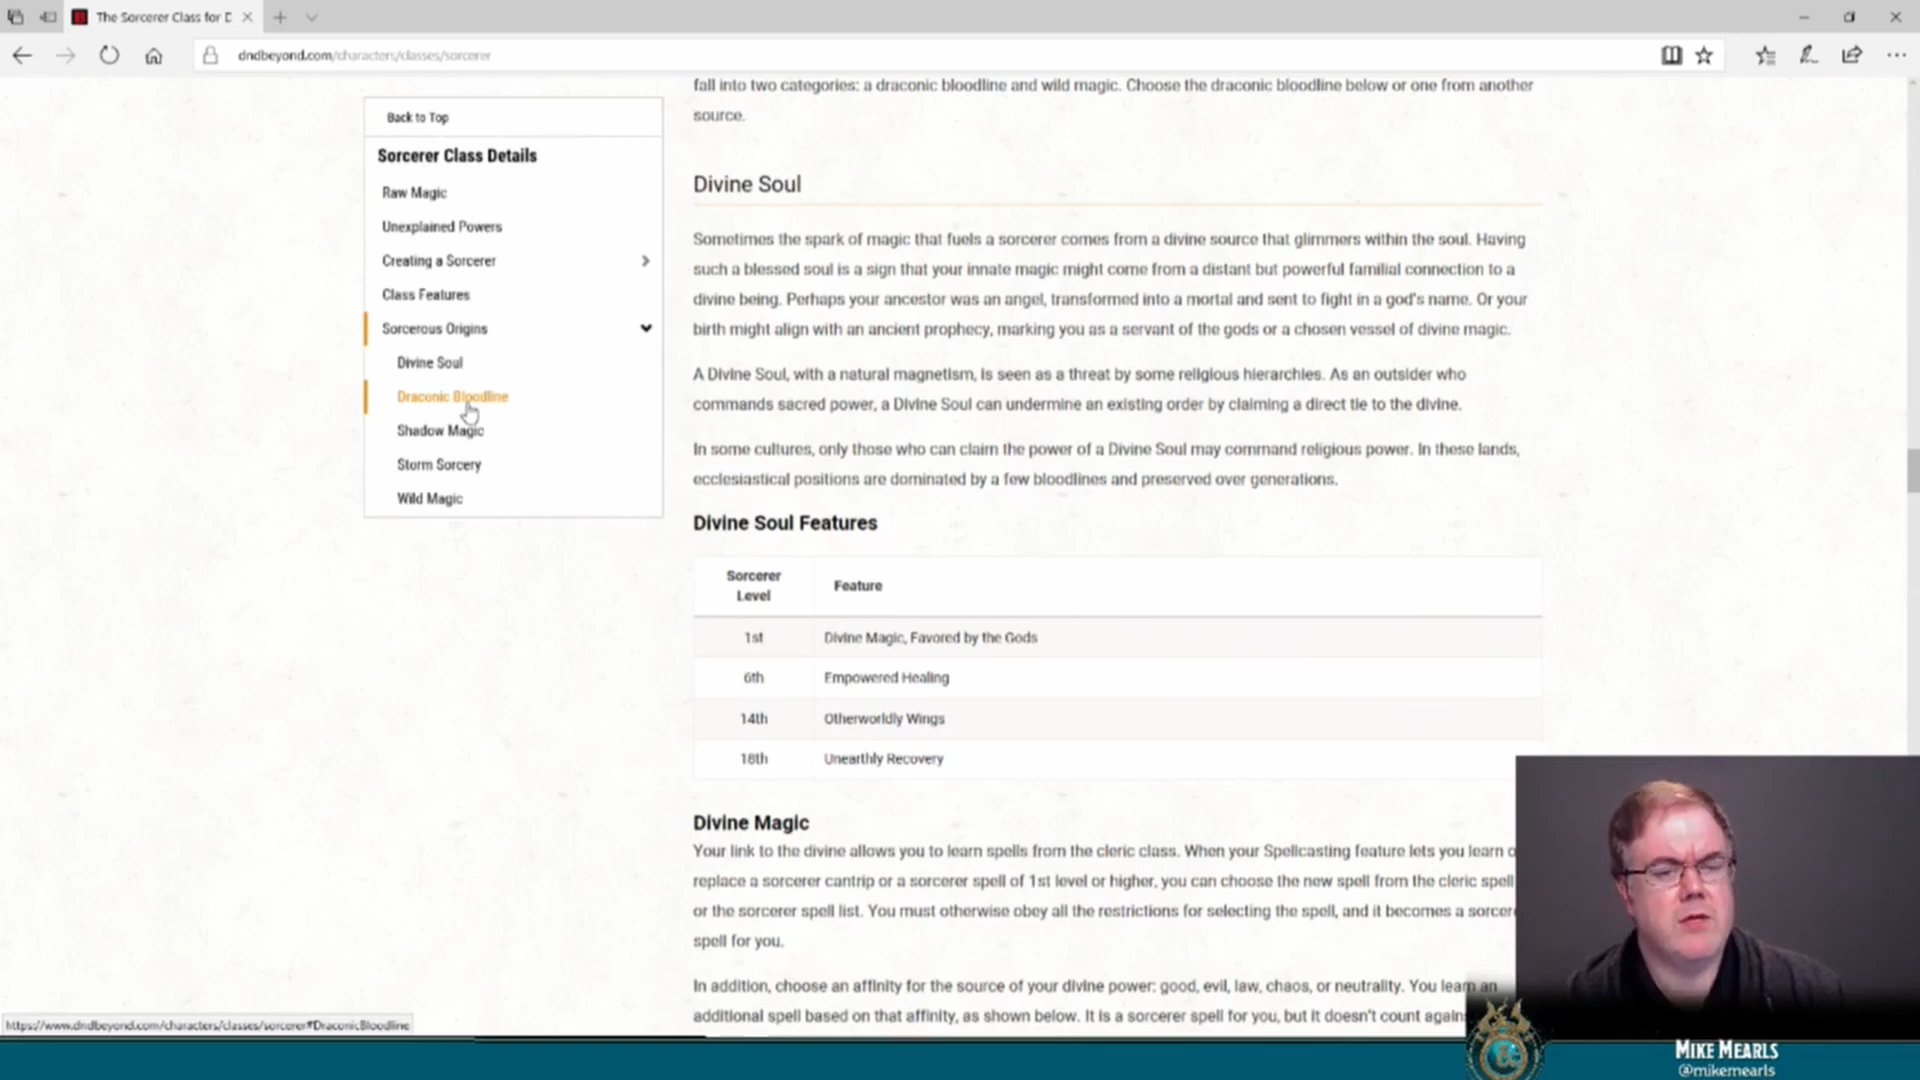 The Sorcerer Class for D
dndbeyond.com/characters/classes/sorcerer
Back to Top
Sorcerer Class Details
Raw Magic
Unexplained Powers
Creating a Sorcerer
Class Features
Sorcerous Origins
Divine Soul
Draconic Bloodline
Shadow Magic
Storm Sorcery
Wild Magic
fall into two categories: a draconic bloodline and wild magic. Choose the draconic bloodline below or one from another
source.
Divine Soul
Sometimes the spark of magic that fuels a sorcerer comes from a divine source that glimmers within the soul. Having
such a blessed soul is a sign that your innate magic might come from a distant but powerful familial connection to a
divine being. Perhaps your ancestor was an angel, transformed into a mortal and sent to fight in a god's name. Or your
birth might align with an ancient prophecy, marking you as a servant of the gods or a chosen vessel of divine magic.
A Divine Soul, with a natural magnetism, is seen as a threat by some religious hierarchies. As an outsider who
commands sacred power, a Divine Soul can undermine an existing order by claiming a direct tie to the divine.
In some cultures, only those who can claim the power of a Divine Soul may command religious power. In these lands,
ecclesiastical positions are dominated by a few bloodlines and preserved over generations.
Divine Soul Features
Sorcerer
Level
Feature
1st Divine Magic, Favored by the Gods
6th Empowered Healing
14th Otherworldly Wings
18th Unearthly Recovery
Divine Magic
Your link to the divine allows you to learn spells from the cleric class. When your Spellcasting feature lets you learn o
replace a sorcerer cantrip or a sorcerer spell of 1st level or higher, you can choose the new spell from the cleric spell
or the sorcerer spell list. You must otherwise obey all the restrictions for selecting the spell, and it becomes a sorcer
spell for you.
In addition, choose an affinity for the source of your divine power: good, evil, law, chaos, or neutrality. You learn an
additional spell based on that affinity, as shown below. It is a sorcerer spell for you, but it doesn't count again
https://www.dndbeyond.com/characters/classes/sorcerer#DraconicBloodline
MIKE MEARLS
@mikemearls